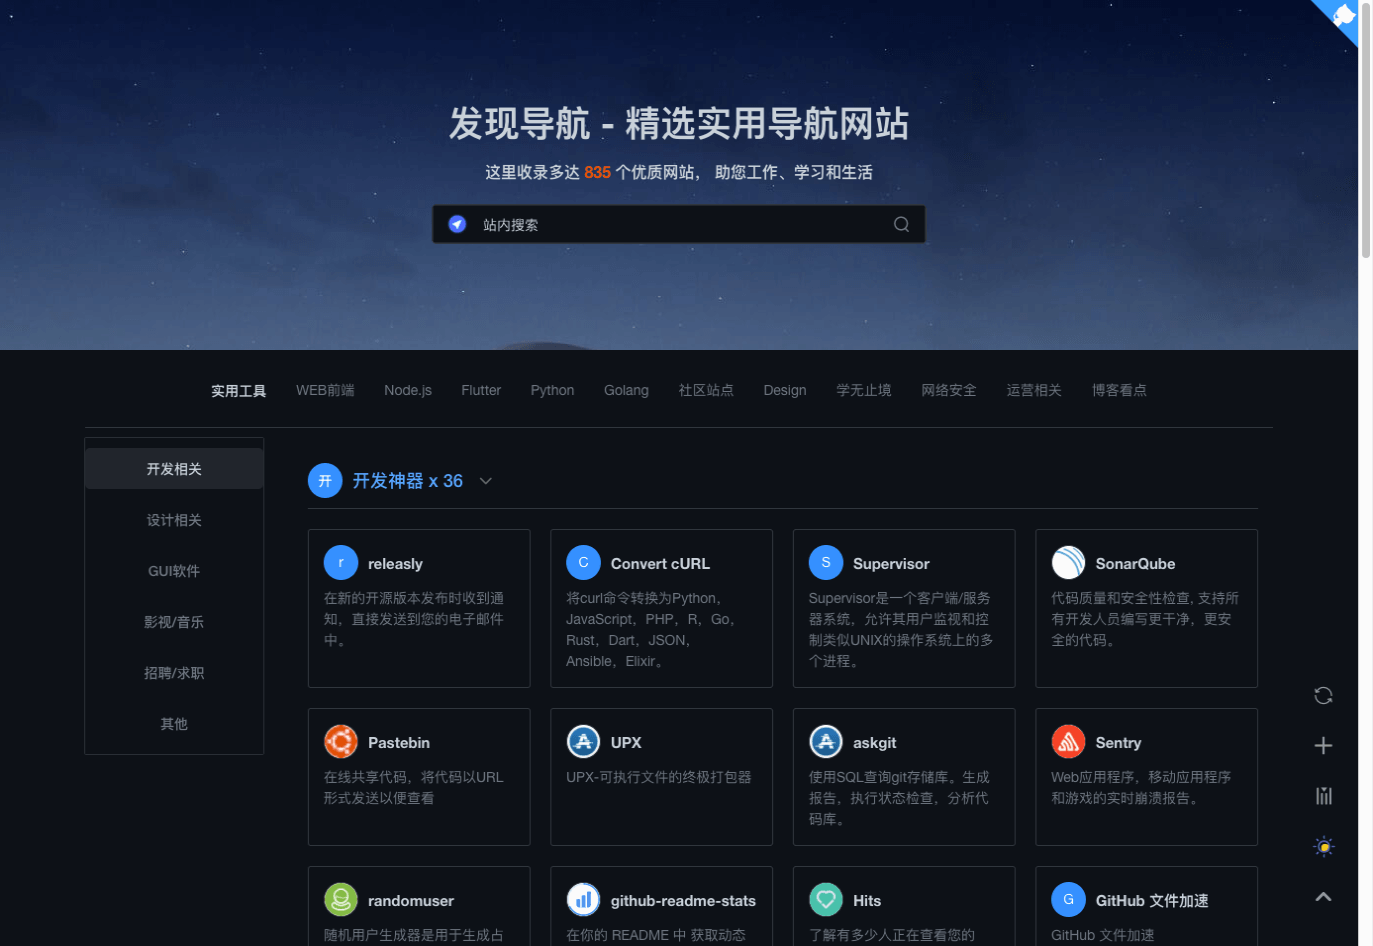 发现导航 - 精选实用导航网站
这里收录多达 835 个优质网站， 助您工作、学习和生活
站内搜索
实用工具 WEB前端 Node.js Flutter Python Golang 社区站点 Design 学无止境 网络安全 运营相关 博客看点
开发相关
设计相关
GUI软件
影视/音乐
招聘/求职
其他
开 开发神器 x 36
r releasly
在新的开源版本发布时收到通
知，直接发送到您的电子邮件
中。
C Convert cURL
将curl命令转换为Python，
JavaScript，PHP，R，Go，
Rust，Dart，JSON，
Ansible，Elixir。
S Supervisor
Supervisor是一个客户端/服务
器系统，允许其用户监视和控
制类似UNIX的操作系统上的多
个进程。
SonarQube
代码质量和安全性检查, 支持所
有开发人员编写更干净，更安
全的代码。
Pastebin
在线共享代码，将代码以URL
形式发送以便查看
UPX
UPX-可执行文件的终极打包器
askgit
使用SQL查询git存储库。生成
报告，执行状态检查，分析代
码库。
Sentry
Web应用程序，移动应用程序
和游戏的实时崩溃报告。
randomuser
随机用户生成器是用于生成占
github-readme-stats
在你的 README 中 获取动态
Hits
了解有多少人正在查看您的
G GitHub 文件加速
GitHub 文件加速